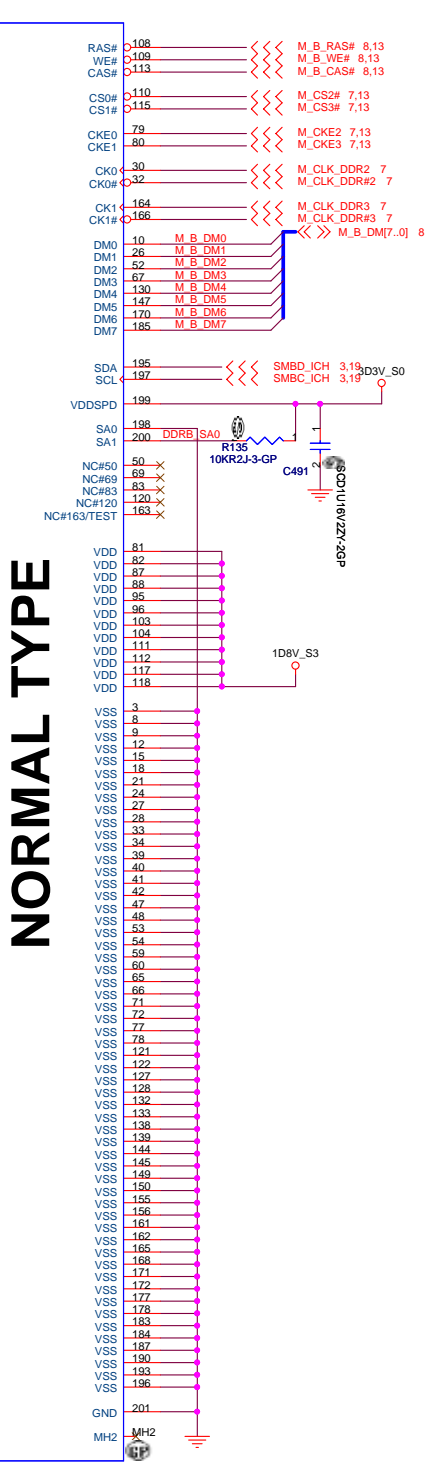 RAS# 108 M_B_RAS# 8,13
WE# 109 M_B_WE# 8,13
CAS# 113 M_B_CAS# 8,13
CS0# 110 M_CS2# 7,13
CS1# 115 M_CS3# 7,13
CKE0 79 M_CKE2 7,13
CKE1 80 M_CKE3 7,13
CK0 30 M_CLK_DDR2 7
CK0# 32 M_CLK_DDR#2 7
CK1 164 M_CLK_DDR3 7
CK1# 166 M_CLK_DDR#3 7
M_B_DM[7..0] 8
DM0 10 M_B_DM0
DM1 26 M_B_DM1
DM2 52 M_B_DM2
DM3 67 M_B_DM3
DM4 130 M_B_DM4
DM5 147 M_B_DM5
DM6 170 M_B_DM6
DM7 185 M_B_DM7
SDA 195 SMBD_ICH 3,19
SCL 197 SMBC_ICH 3,19
3D3V_S0
VDDSPD 199
SA0 198
SA1 200 DDRB_SA0
R135 1
10KR2J-3-GP
1
C491
2
SCD1U16V2ZY-2GP
NC#50 50
NC#69 69
NC#83 83
NC#120 120
NC#163/TEST 163
VDD 81
VDD 82
VDD 87
VDD 88
VDD 95
VDD 96
VDD 103
VDD 104
VDD 111
VDD 112
VDD 117
VDD 118
1D8V_S3
NORMAL TYPE
VSS 3
VSS 8
VSS 9
VSS 12
VSS 15
VSS 18
VSS 21
VSS 24
VSS 27
VSS 28
VSS 33
VSS 34
VSS 39
VSS 40
VSS 41
VSS 42
VSS 47
VSS 48
VSS 53
VSS 54
VSS 59
VSS 60
VSS 65
VSS 66
VSS 71
VSS 72
VSS 77
VSS 78
VSS 121
VSS 122
VSS 127
VSS 128
VSS 132
VSS 133
VSS 138
VSS 139
VSS 144
VSS 145
VSS 149
VSS 150
VSS 155
VSS 156
VSS 161
VSS 162
VSS 165
VSS 168
VSS 171
VSS 172
VSS 177
VSS 178
VSS 183
VSS 184
VSS 187
VSS 190
VSS 193
VSS 196
GND 201
MH2 MH2
GP